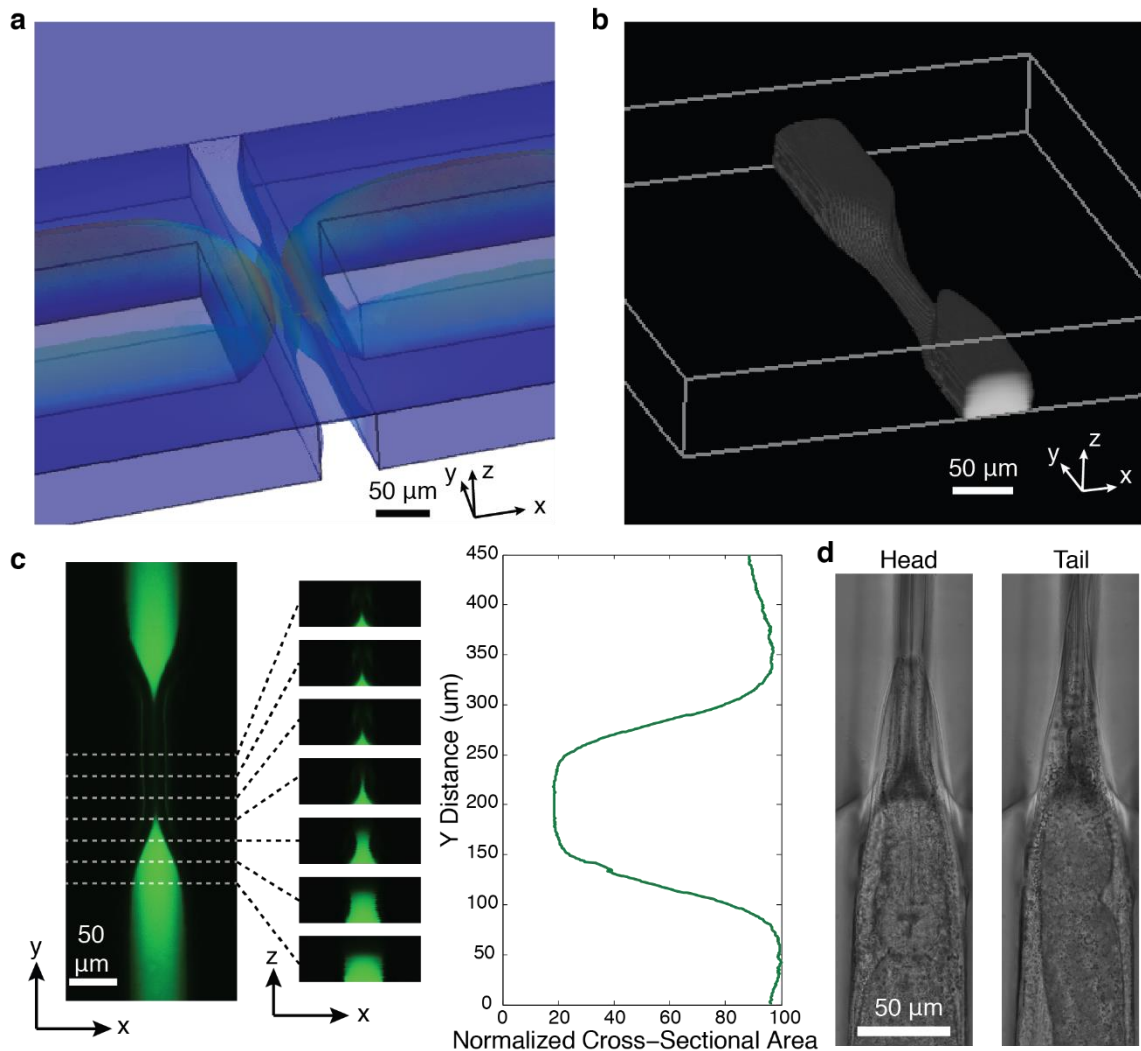 a
b
50 µm
y
z
x
50 µm
y
z
x
c
50
µm
y
x
z
x
Y Distance (um)
450
400
350
300
250
200
150
100
50
0
0
20
40
60
80
100
Normalized Cross-Sectional Area
d
Head
Tail
50 µm